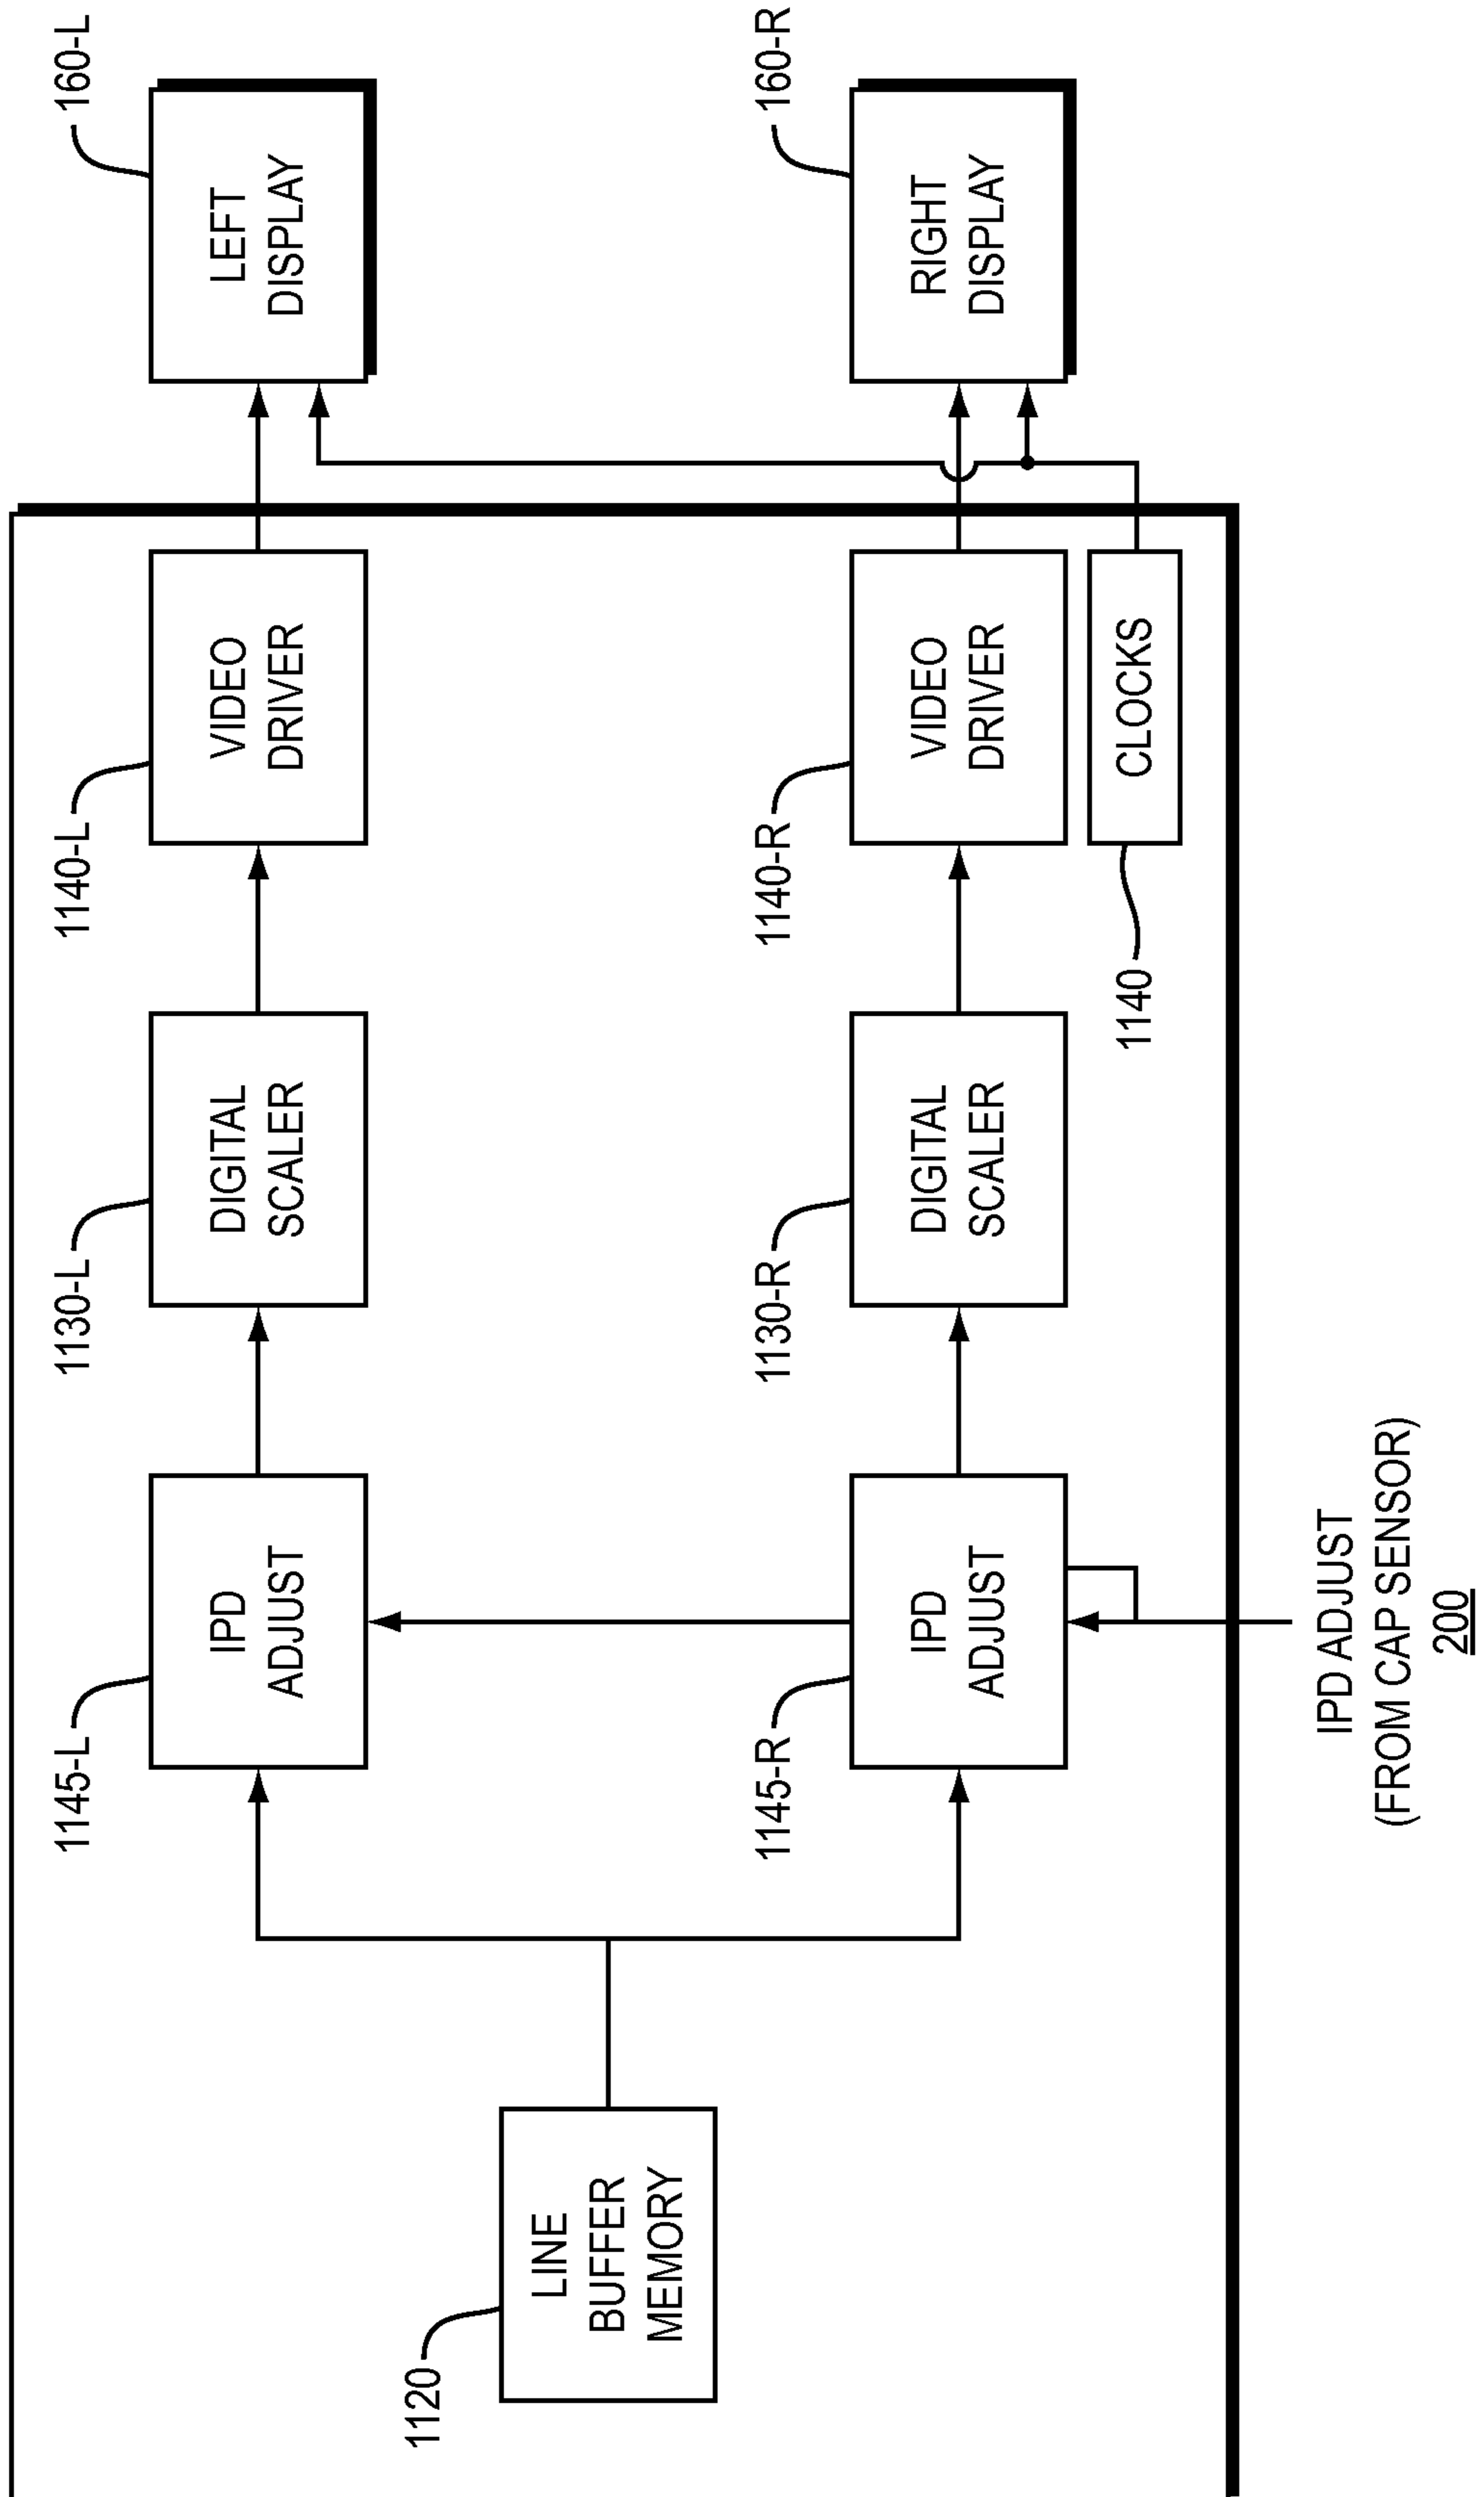 1120
LINE
BUFFER
MEMORY
1145-L
IPD
ADJUST
1130-L
DIGITAL
SCALER
1140-L
VIDEO
DRIVER
160-L
LEFT
DISPLAY
1145-R
IPD
ADJUST
1130-R
DIGITAL
SCALER
1140-R
VIDEO
DRIVER
160-R
RIGHT
DISPLAY
1140
CLOCKS
IPD ADJUST
(FROM CAP SENSOR)
200